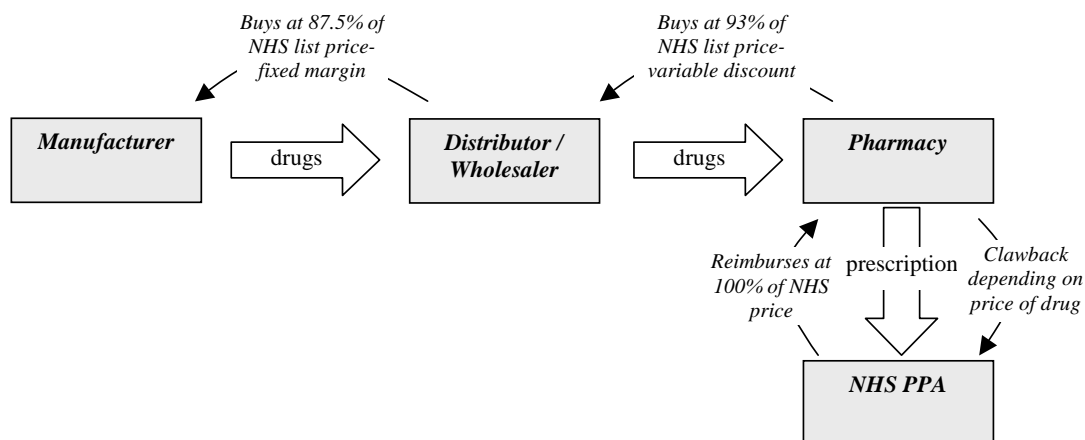 Buys at 87.5% of
NHS list price-
fixed margin
Buys at 93% of
NHS list price-
variable discount
Manufacturer
drugs
Distributor /
Wholesaler
drugs
Pharmacy
Reimburses at
100% of NHS
price
prescription
Clawback
depending on
price of drug
NHS PPA